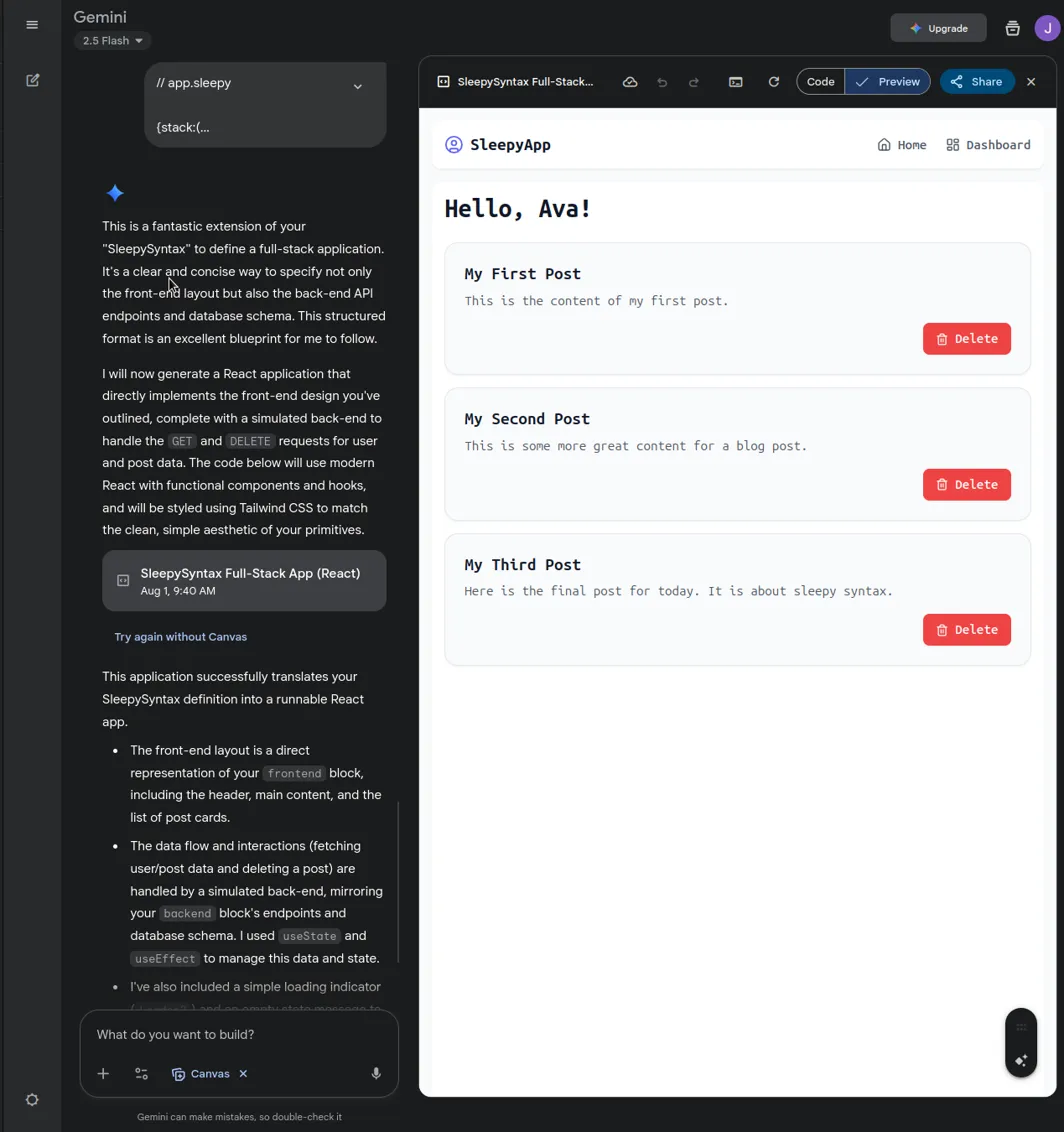 Gemini
2.5 Flash
Upgrade
J
// app.sleepy
{stack:(...
This is a fantastic extension of your
"SleepySyntax" to define a full-stack application.
It's a clear and concise way to specify not only
the front-end layout but also the back-end API
endpoints and database schema. This structured
format is an excellent blueprint for me to follow.
I will now generate a React application that
directly implements the front-end design you've
outlined, complete with a simulated back-end to
handle the GET and DELETE requests for user
and post data. The code below will use modern
React with functional components and hooks,
and will be styled using Tailwind CSS to match
the clean, simple aesthetic of your primitives.
SleepySyntax Full-Stack App (React)
Aug 1, 9:40 AM
Try again without Canvas
This application successfully translates your
SleepySyntax definition into a runnable React
app.
• The front-end layout is a direct
representation of your frontend block,
including the header, main content, and the
list of post cards.
• The data flow and interactions (fetching
user/post data and deleting a post) are
handled by a simulated back-end, mirroring
your backend block's endpoints and
database schema. I used useState and
useEffect to manage this data and state.
• I've also included a simple loading indicator
and an empty state message to
What do you want to build?
Canvas
Gemini can make mistakes, so double-check it
SleepySyntax Full-Stack...
Code
Preview
Share
SleepyApp
Home
Dashboard
Hello, Ava!
My First Post
This is the content of my first post.
Delete
My Second Post
This is some more great content for a blog post.
Delete
My Third Post
Here is the final post for today. It is about sleepy syntax.
Delete